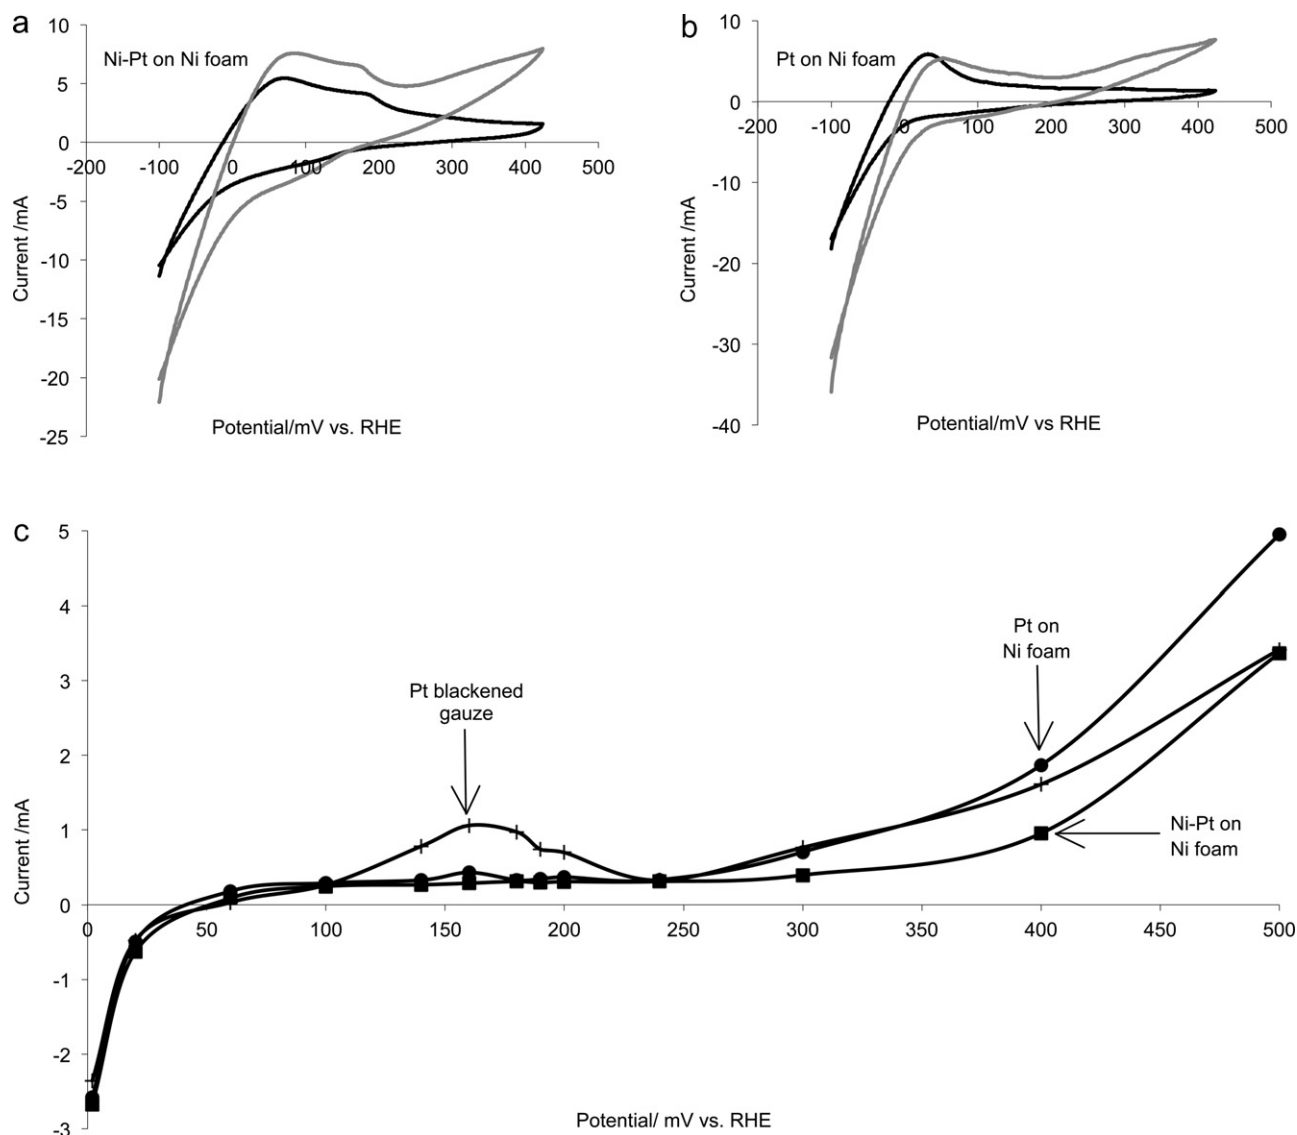 a
10
5
0
-5
-10
-15
-20
-25
-200
-100
0
100
200
300
400
500
Ni-Pt on Ni foam
Current /mA
Potential/mV vs. RHE
b
10
0
-10
-20
-30
-40
-200
-100
0
100
200
300
400
500
Pt on Ni foam
Current /mA
Potential/mV vs RHE
c
5
4
3
2
1
0
-1
-2
-3
0
50
100
150
200
250
300
350
400
450
500
Pt blackened
gauze
Pt on
Ni foam
Ni-Pt on
Ni foam
Current /mA
Potential/ mV vs. RHE